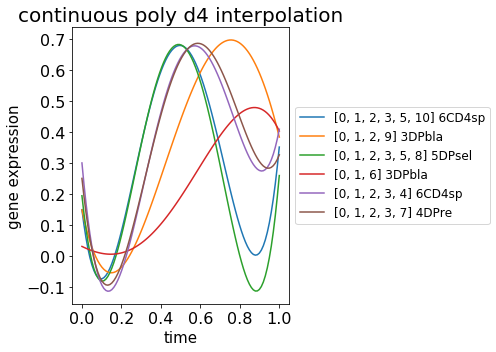 continuous poly d4 interpolation
gene expression
0.7
0.6
0.5
0.4
0.3
0.2
0.1
0.0
−0.1
0.0 0.2 0.4 0.6 0.8 1.0
time
[0, 1, 2, 3, 5, 10] 6CD4sp
[0, 1, 2, 9] 3DPbla
[0, 1, 2, 3, 5, 8] 5DPsel
[0, 1, 6] 3DPbla
[0, 1, 2, 3, 4] 6CD4sp
[0, 1, 2, 3, 7] 4DPre